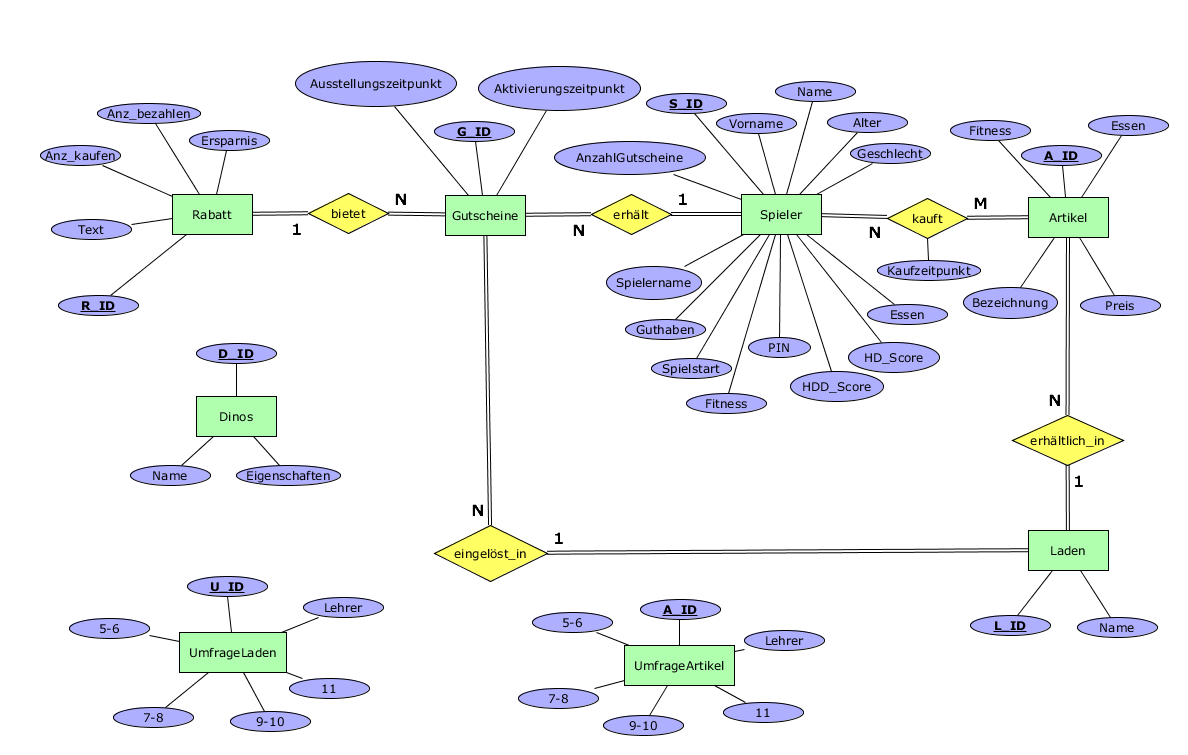 Ausstellungszeitpunkt
Aktivierungszeitpunkt
Name
S_ID
Anz_bezahlen
Vorname
Alter
Essen
Fitness
G_ID
Ersparnis
Anz_kaufen
AnzahlGutscheine
Geschlecht
A_ID
Rabatt
bietet
N
1
Gutscheine
erhält
N
1
Spieler
kauft
N
M
Artikel
Text
Kaufzeitpunkt
Spielername
R_ID
Bezeichnung
Preis
Essen
Guthaben
PIN
HD_Score
D_ID
Spielstart
HDD_Score
Fitness
Dinos
N
erhältlich_in
1
Name
Eigenschaften
N
eingelöst_in
1
Laden
U_ID
Lehrer
A_ID
5-6
5-6
L_ID
Name
Lehrer
UmfrageLaden
UmfrageArtikel
11
7-8
7-8
9-10
11
9-10